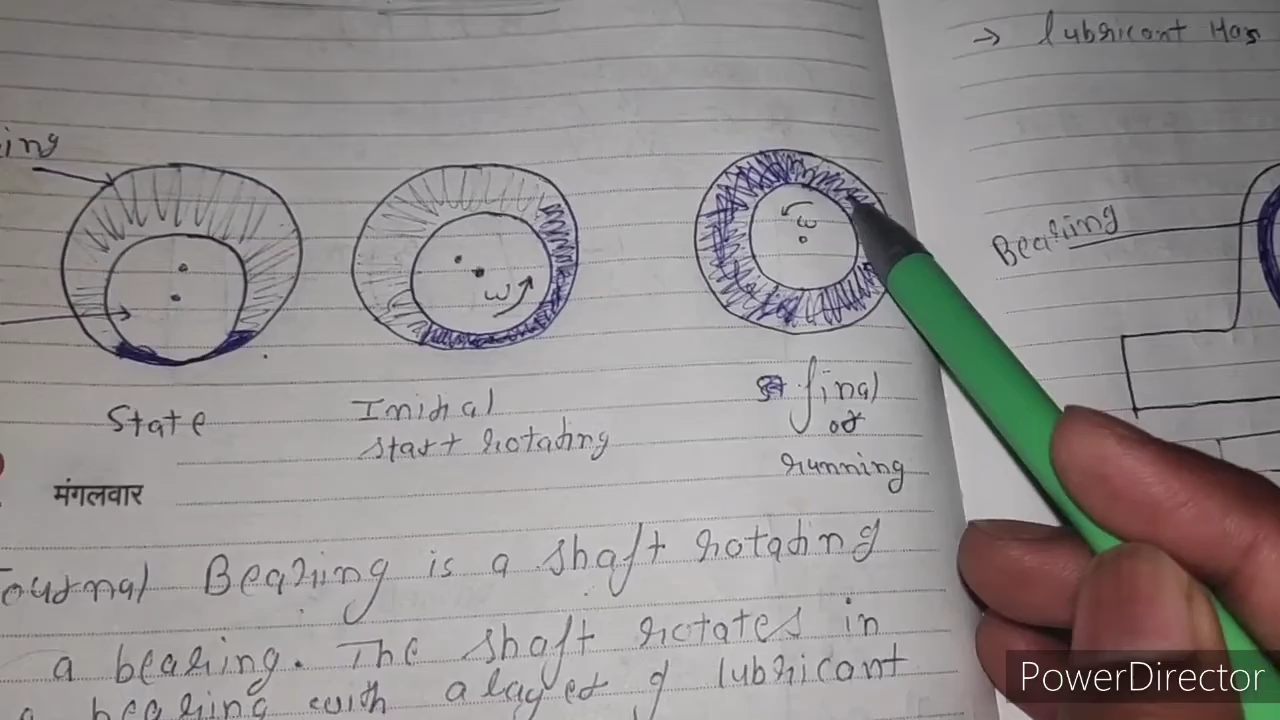 → lubricant Has
ing
Bearing
ω
ω
State
Initial
start rotating
final
or
running
मंगलवार
Journal Bearing is a shaft rotating
a bearing. The shaft rotates in
a bearing with a layer of lubricant
PowerDirector